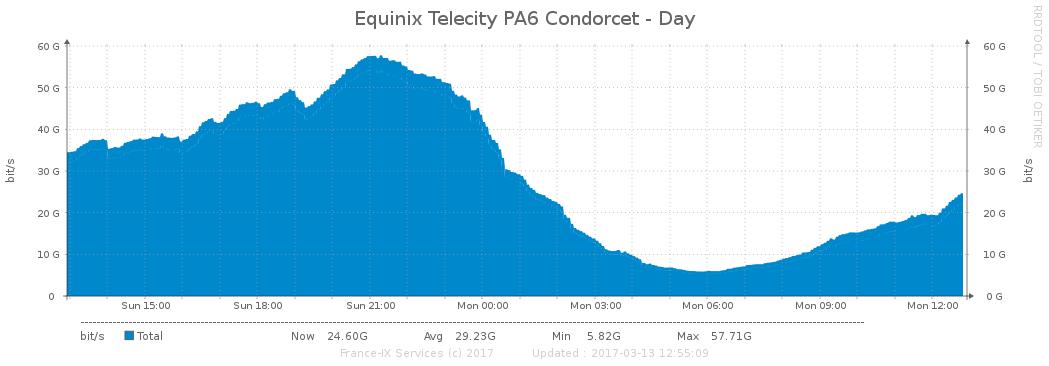 Equinix Telecity PA6 Condorcet - Day
RRDTOOL / TOBI OETIKER
60 G 60 G
50 G 50 G
40 G 40 G
30 G 30 G
20 G 20 G
10 G 10 G
0 0 G
bit/s
bit/s
Sun 15:00 Sun 18:00 Sun 21:00 Mon 00:00 Mon 03:00 Mon 06:00 Mon 09:00 Mon 12:00
bit/s Total Now 24.60G Avg 29.23G Min 5.82G Max 57.71G
France-IX Services (c) 2017 Updated : 2017-03-13 12:55:09